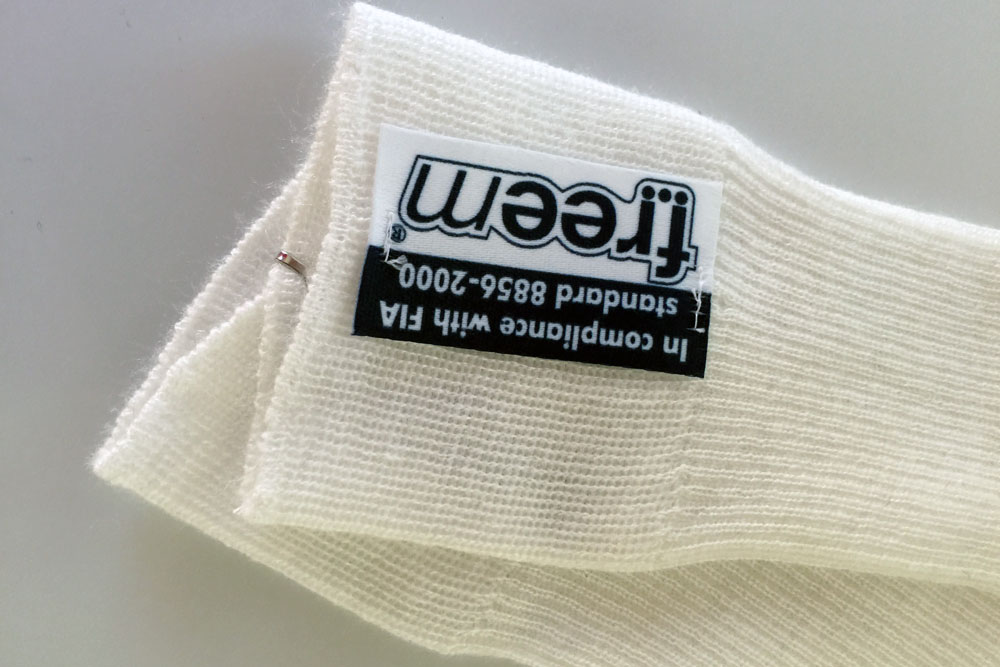 freem®
standard 8856-2000
In compliance with FIA